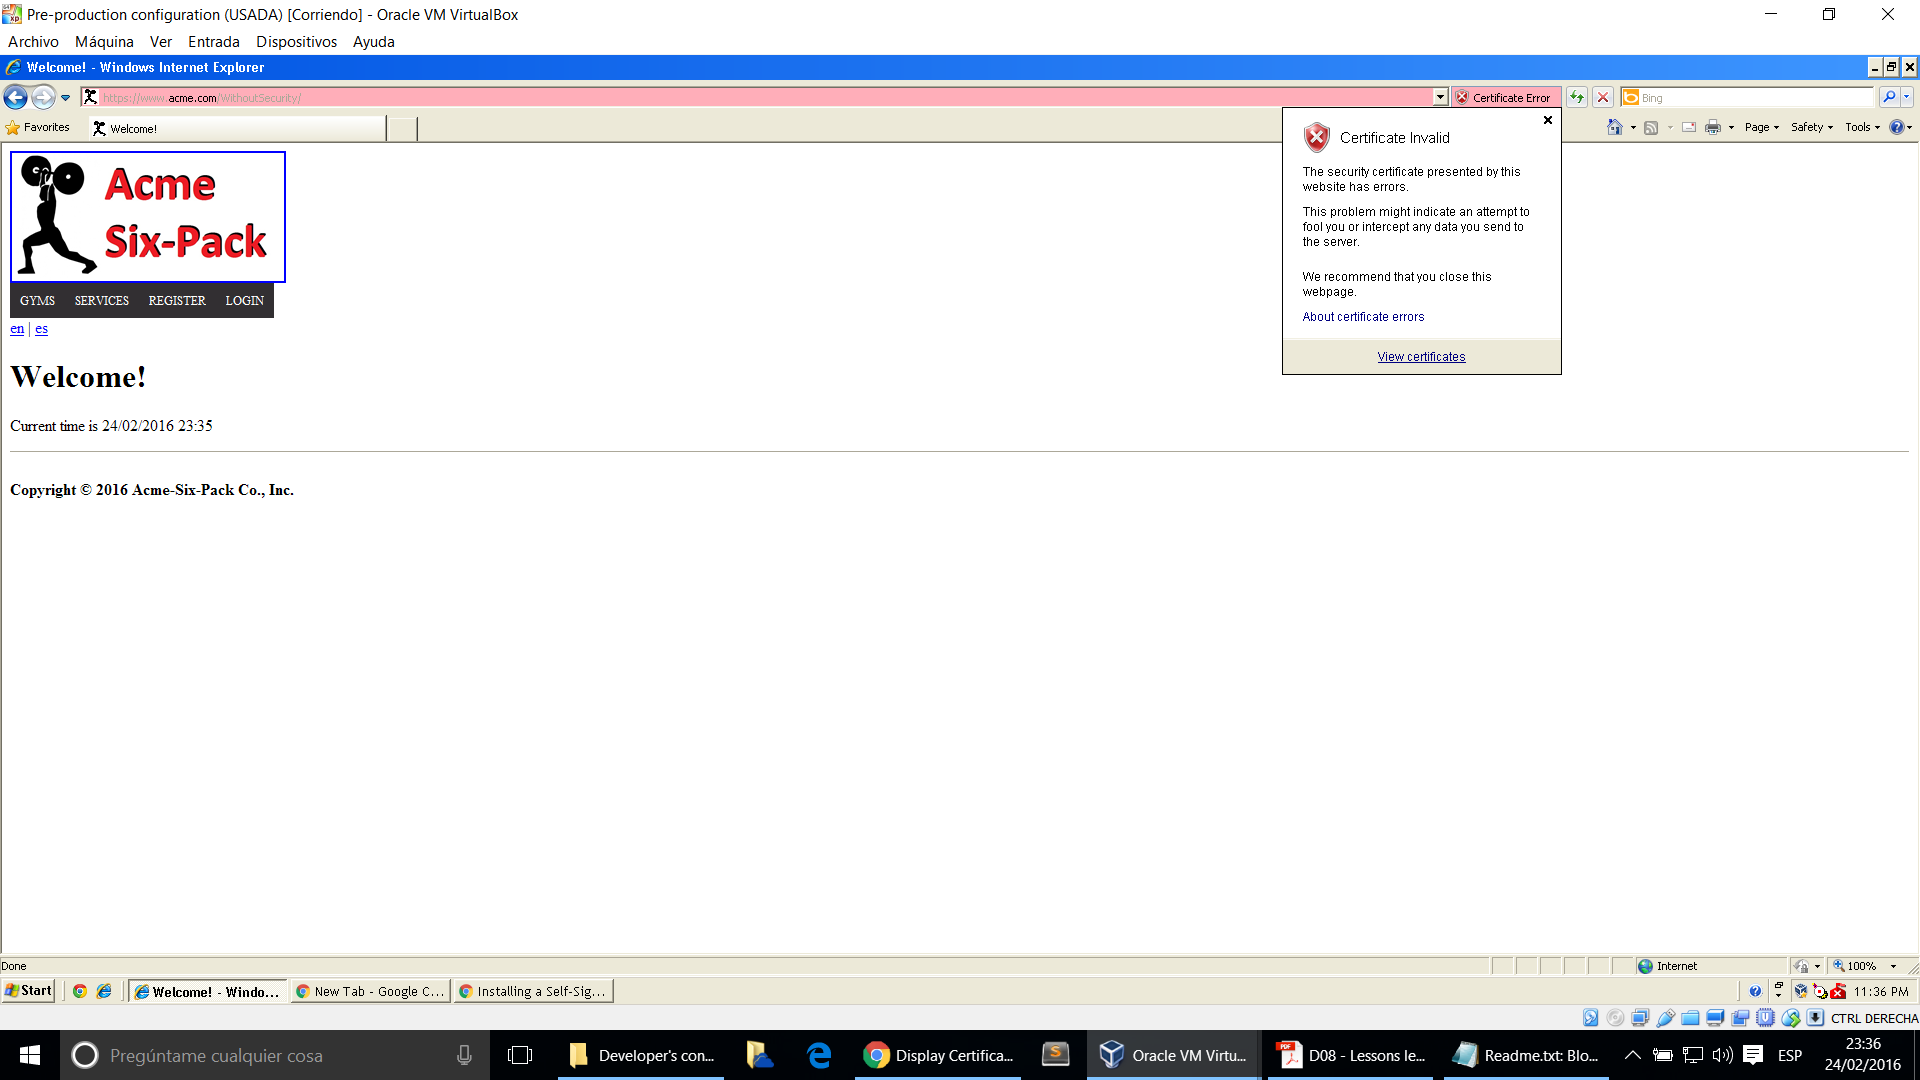 Pre-production configuration (USADA) [Corriendo] - Oracle VM VirtualBox
Archivo Máquina Ver Entrada Dispositivos Ayuda
Welcome! - Windows Internet Explorer
https://www.acme.com/WithoutSecurity/
Certificate Error
Bing
Favorites
Welcome!
Page
Safety
Tools
Certificate Invalid
The security certificate presented by this
website has errors.
This problem might indicate an attempt to
fool you or intercept any data you send to
the server.
We recommend that you close this
webpage.
About certificate errors
View certificates
Acme
Six-Pack
GYMS SERVICES REGISTER LOGIN
en | es
Welcome!
Current time is 24/02/2016 23:35
Copyright © 2016 Acme-Six-Pack Co., Inc.
Done
Internet
100%
Start
Welcome! - Windo...
New Tab - Google C...
Installing a Self-Sig...
11:36 PM
CTRL DERECHA
Pregúntame cualquier cosa
Developer's con...
Display Certifica...
Oracle VM Virtu...
D08 - Lessons le...
Readme.txt: Blo...
ESP
23:36
24/02/2016